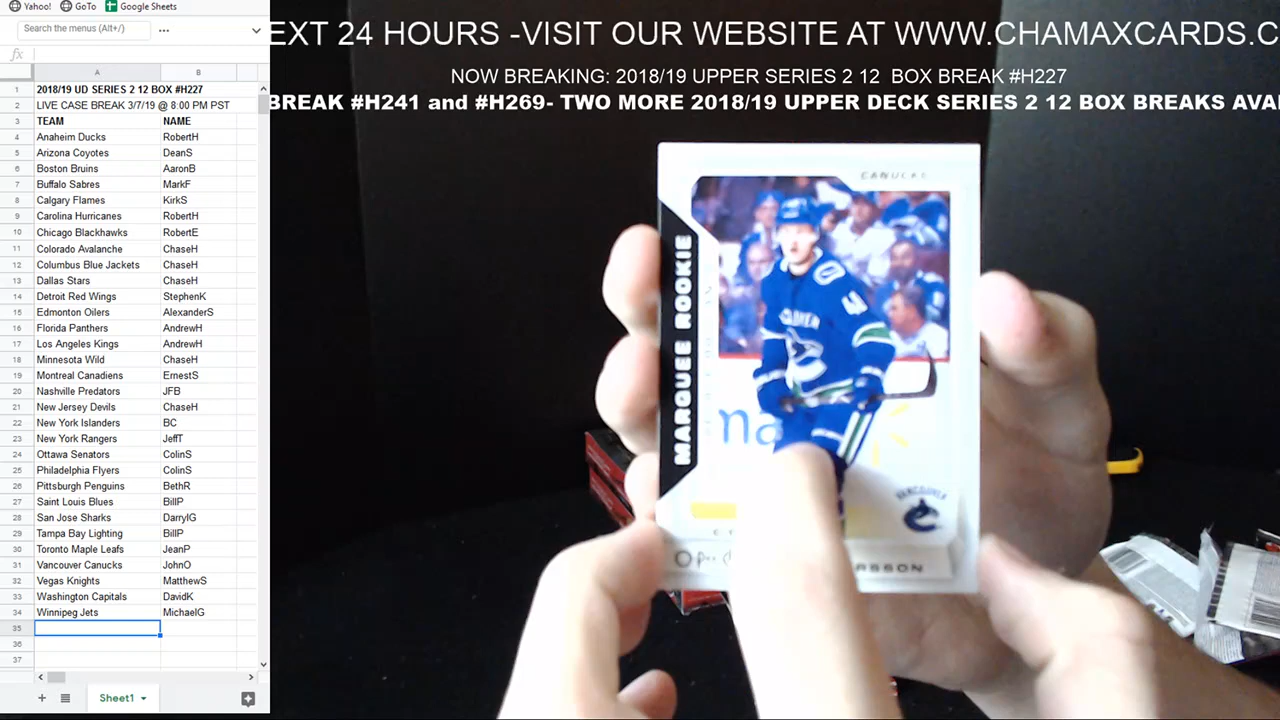 Yahoo! GoTo Google Sheets
Search the menus (Alt+/)
fx
A B
1 2018/19 UD SERIES 2 12 BOX #H227
2 LIVE CASE BREAK 3/7/19 @ 8:00 PM PST
3 TEAM NAME
4 Anaheim Ducks RobertH
5 Arizona Coyotes DeanS
6 Boston Bruins AaronB
7 Buffalo Sabres MarkF
8 Calgary Flames KirkS
9 Carolina Hurricanes RobertH
10 Chicago Blackhawks RobertE
11 Colorado Avalanche ChaseH
12 Columbus Blue Jackets ChaseH
13 Dallas Stars ChaseH
14 Detroit Red Wings StephenK
15 Edmonton Oilers AlexanderS
16 Florida Panthers AndrewH
17 Los Angeles Kings AndrewH
18 Minnesota Wild ChaseH
19 Montreal Canadiens ErnestS
20 Nashville Predators JFB
21 New Jersey Devils ChaseH
22 New York Islanders BC
23 New York Rangers JeffT
24 Ottawa Senators ColinS
25 Philadelphia Flyers ColinS
26 Pittsburgh Penguins BethR
27 Saint Louis Blues BillP
28 San Jose Sharks DarrylG
29 Tampa Bay Lighting BillP
30 Toronto Maple Leafs JeanP
31 Vancouver Canucks JohnO
32 Vegas Knights MatthewS
33 Washington Capitals DavidK
34 Winnipeg Jets MichaelG
35
36
37
Sheet1
EXT 24 HOURS -VISIT OUR WEBSITE AT WWW.CHAMAXCARDS.C
NOW BREAKING: 2018/19 UPPER SERIES 2 12 BOX BREAK #H227
BREAK #H241 and #H269- TWO MORE 2018/19 UPPER DECK SERIES 2 12 BOX BREAKS AVA
CANUCKS
MARQUEE ROOKIE
VANCOUVER
SSON